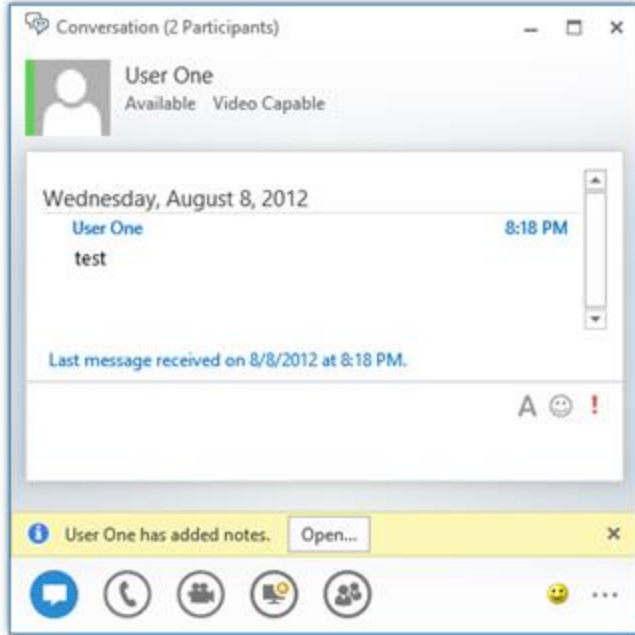 Conversation (2 Participants)
User One
Available Video Capable
Wednesday, August 8, 2012
User One 8:18 PM
test
Last message received on 8/8/2012 at 8:18 PM.
A
User One has added notes. Open...